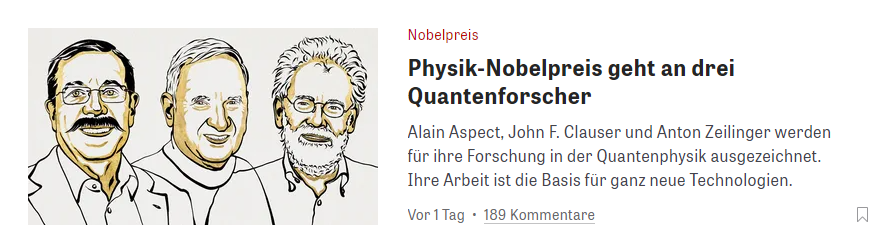 Nobelpreis
Physik-Nobelpreis geht an drei
Quantenforscher
Alain Aspect, John F. Clauser und Anton Zeilinger werden
für ihre Forschung in der Quantenphysik ausgezeichnet.
Ihre Arbeit ist die Basis für ganz neue Technologien.
Vor 1 Tag • 189 Kommentare